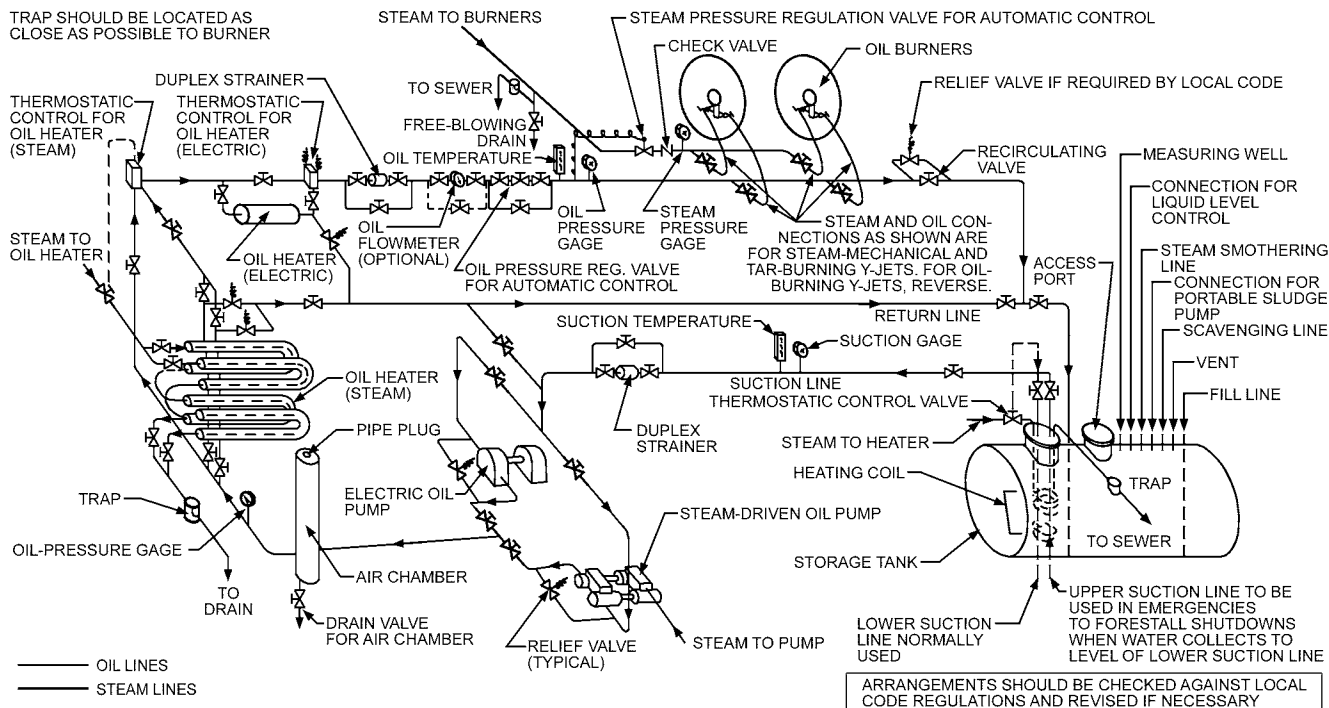 TRAP SHOULD BE LOCATED AS
CLOSE AS POSSIBLE TO BURNER
STEAM TO BURNERS
STEAM PRESSURE REGULATION VALVE FOR AUTOMATIC CONTROL
CHECK VALVE
OIL BURNERS
DUPLEX STRAINER
TO SEWER
RELIEF VALVE IF REQUIRED BY LOCAL CODE
THERMOSTATIC
CONTROL FOR
OIL HEATER
(STEAM)
THERMOSTATIC
CONTROL FOR
OIL HEATER
(ELECTRIC)
FREE-BLOWING
DRAIN
OIL TEMPERATURE
RECIRCULATING
VALVE
MEASURING WELL
CONNECTION FOR
LIQUID LEVEL
CONTROL
STEAM SMOTHERING
LINE
CONNECTION FOR
PORTABLE SLUDGE
PUMP
SCAVENGING LINE
VENT
FILL LINE
STEAM TO
OIL HEATER
OIL HEATER
(ELECTRIC)
OIL
FLOWMETER
(OPTIONAL)
OIL
PRESSURE
GAGE
STEAM
PRESSURE
GAGE
STEAM AND OIL CON-
NECTIONS AS SHOWN ARE
FOR STEAM-MECHANICAL AND
TAR-BURNING Y-JETS. FOR OIL-
BURNING Y-JETS, REVERSE.
ACCESS
PORT
OIL PRESSURE REG. VALVE
FOR AUTOMATIC CONTROL
RETURN LINE
SUCTION TEMPERATURE
SUCTION GAGE
OIL HEATER
(STEAM)
SUCTION LINE
THERMOSTATIC CONTROL VALVE
DUPLEX
STRAINER
PIPE PLUG
STEAM TO HEATER
ELECTRIC OIL
PUMP
HEATING COIL
TRAP
TRAP
STEAM-DRIVEN OIL PUMP
OIL-PRESSURE GAGE
TO SEWER
STORAGE TANK
AIR CHAMBER
TO
DRAIN
DRAIN VALVE
FOR AIR CHAMBER
RELIEF VALVE
(TYPICAL)
STEAM TO PUMP
LOWER SUCTION
LINE NORMALLY
USED
UPPER SUCTION LINE TO BE
USED IN EMERGENCIES
TO FORESTALL SHUTDOWNS
WHEN WATER COLLECTS TO
LEVEL OF LOWER SUCTION LINE
OIL LINES
STEAM LINES
ARRANGEMENTS SHOULD BE CHECKED AGAINST LOCAL
CODE REGULATIONS AND REVISED IF NECESSARY